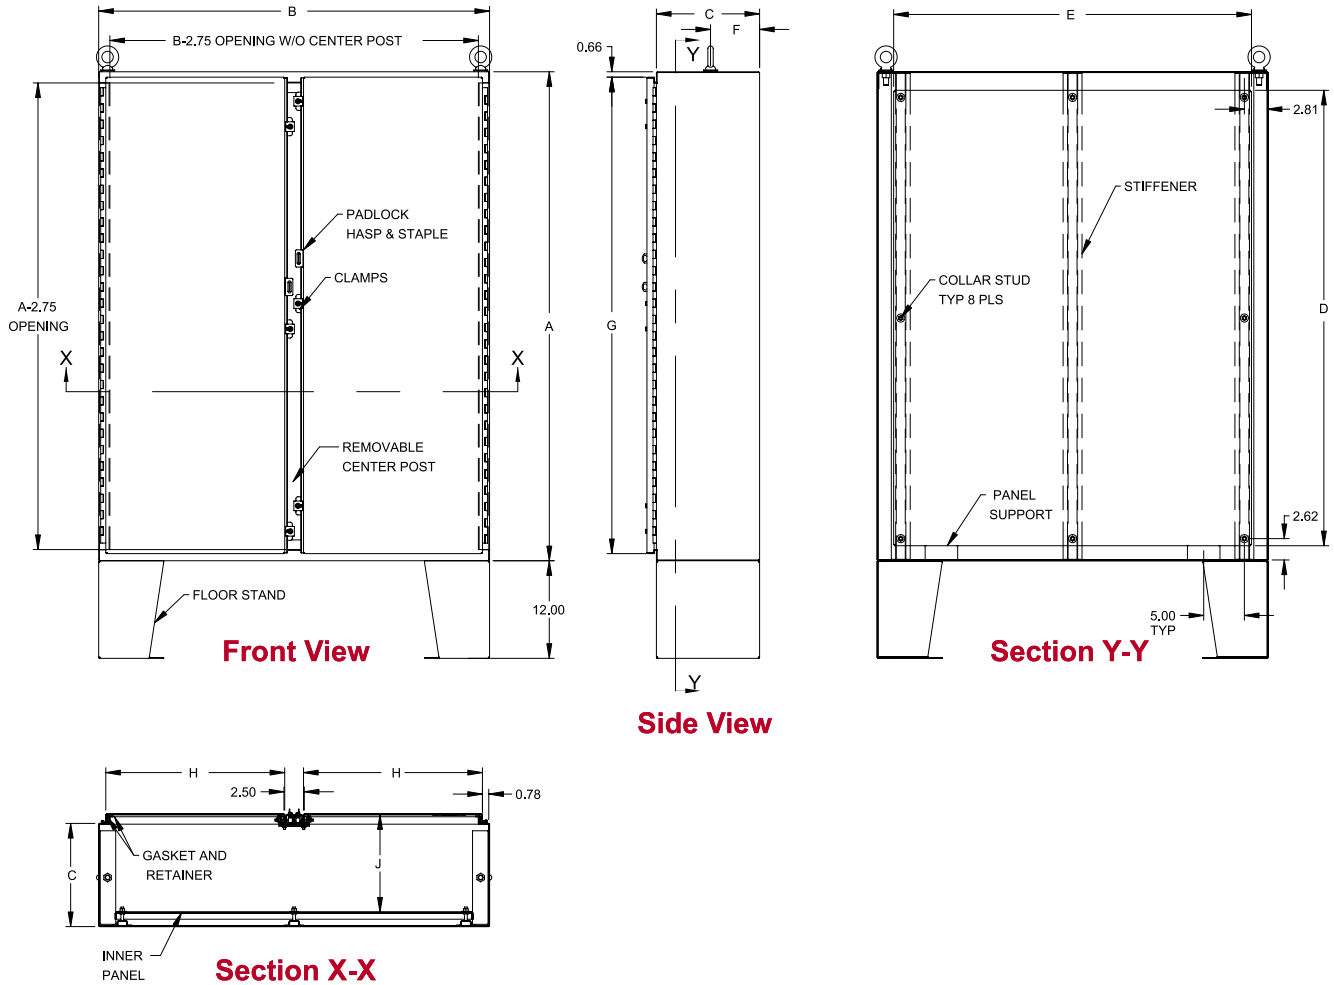 B
B-2.75 OPENING W/O CENTER POST
PADLOCK
HASP & STAPLE
CLAMPS
A-2.75
OPENING
A
X
X
REMOVABLE
CENTER POST
FLOOR STAND
12.00
Front View
C
F
Y
0.66
G
Y
Side View
E
2.81
STIFFENER
COLLAR STUD
TYP 8 PLS
D
PANEL
SUPPORT
2.62
5.00
TYP
Section Y-Y
H
H
2.50
0.78
GASKET AND
RETAINER
J
C
INNER
PANEL
Section X-X